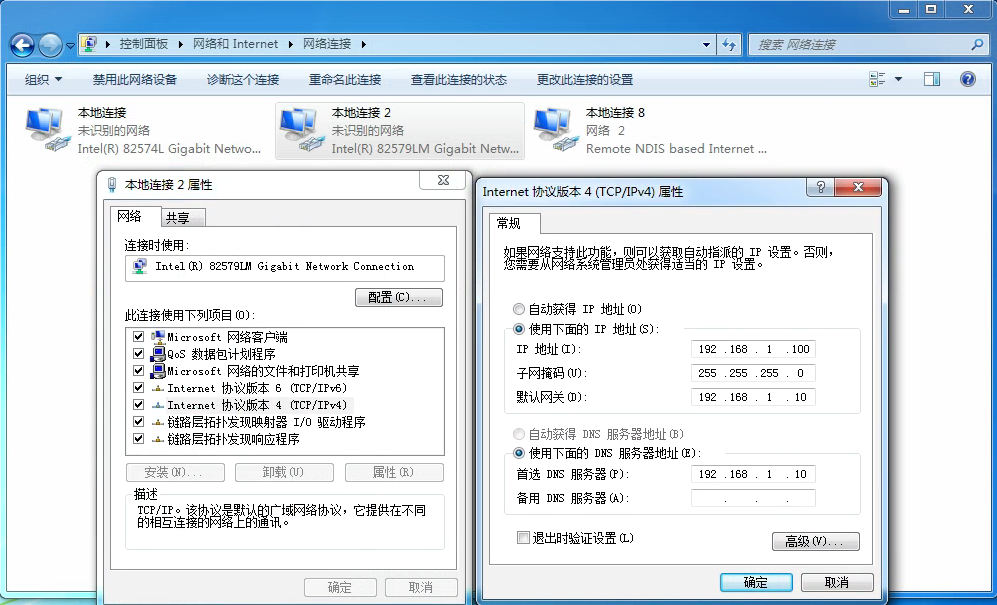 控制面板 网络和 Internet 网络连接
搜索 网络连接
组织 禁用此网络设备 诊断这个连接 重命名此连接 查看此连接的状态 更改此连接的设置
本地连接
未识别的网络
Intel(R) 82574L Gigabit Netwo...
本地连接 2
未识别的网络
Intel(R) 82579LM Gigabit Netw...
本地连接 8
网络 2
Remote NDIS based Internet ...
本地连接 2 属性
网络 共享
连接时使用:
Intel(R) 82579LM Gigabit Network Connection
配置(C)...
此连接使用下列项目(O):
Microsoft 网络客户端
QoS 数据包计划程序
Microsoft 网络的文件和打印机共享
Internet 协议版本 6 (TCP/IPv6)
Internet 协议版本 4 (TCP/IPv4)
链路层拓扑发现映射器 I/O 驱动程序
链路层拓扑发现响应程序
安装(N)... 卸载(U) 属性(R)
描述
TCP/IP。该协议是默认的广域网络协议，它提供在不同
的相互连接的网络上的通讯。
确定 取消
Internet 协议版本 4 (TCP/IPv4) 属性
常规
如果网络支持此功能，则可以获取自动指派的 IP 设置。否则，
您需要从网络系统管理员处获得适当的 IP 设置。
自动获得 IP 地址(O)
使用下面的 IP 地址(S):
IP 地址(I): 192 .168 . 1 .100
子网掩码(U): 255 .255 .255 . 0
默认网关(D): 192 .168 . 1 . 10
自动获得 DNS 服务器地址(B)
使用下面的 DNS 服务器地址(E):
首选 DNS 服务器(P): 192 .168 . 1 . 10
备用 DNS 服务器(A): . . .
退出时验证设置(L)
高级(V)...
确定 取消